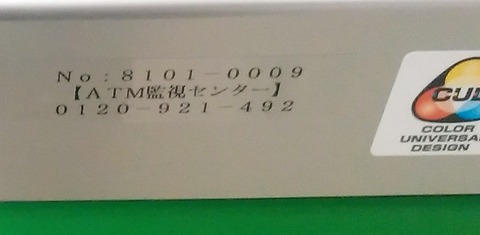 No:8101-0009
【ATM監視センター】
0120-921-492
CUD
COLOR
UNIVERSAL
DESIGN